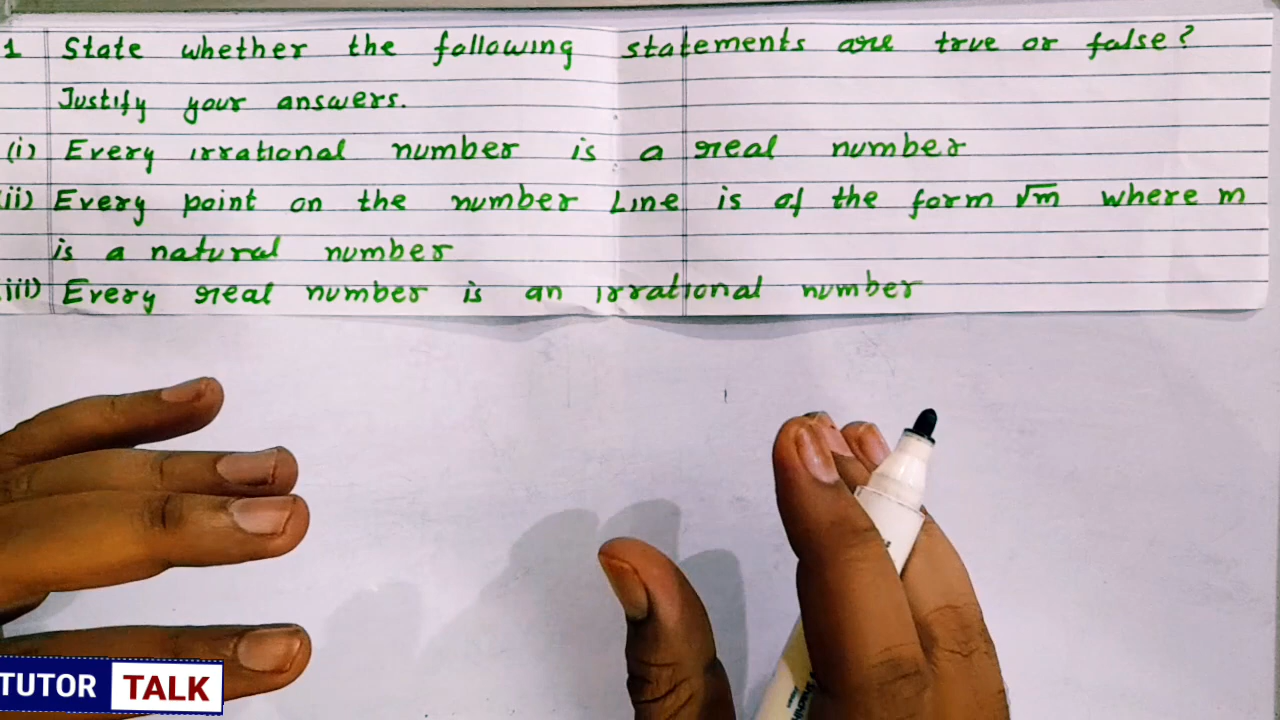 1 State whether the following statements are true or false?
Justify your answers.
(i) Every irrational number is a real number
ii) Every point on the number Line is of the form √m where m
is a natural number
iii) Every real number is an irrational number
TUTOR TALK